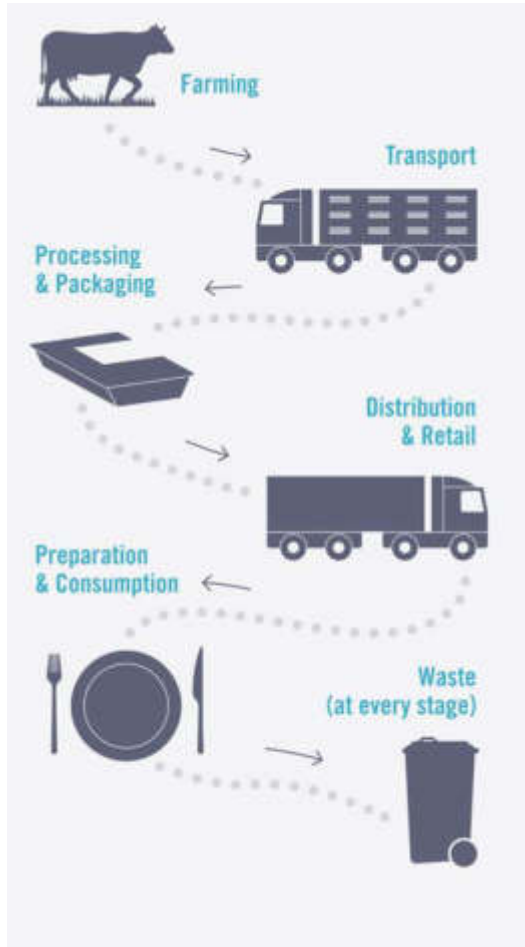 Farming
Transport
Processing
& Packaging
Distribution
& Retail
Preparation
& Consumption
Waste
(at every stage)